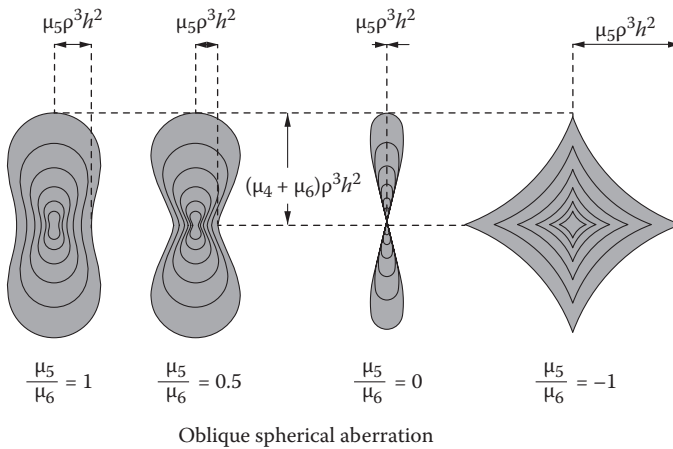 μ₅ρ³h² μ₅ρ³h² μ₅ρ³h² μ₅ρ³h²
(μ₄ + μ₆)ρ³h²
μ₅/μ₆ = 1 μ₅/μ₆ = 0.5 μ₅/μ₆ = 0 μ₅/μ₆ = −1
Oblique spherical aberration